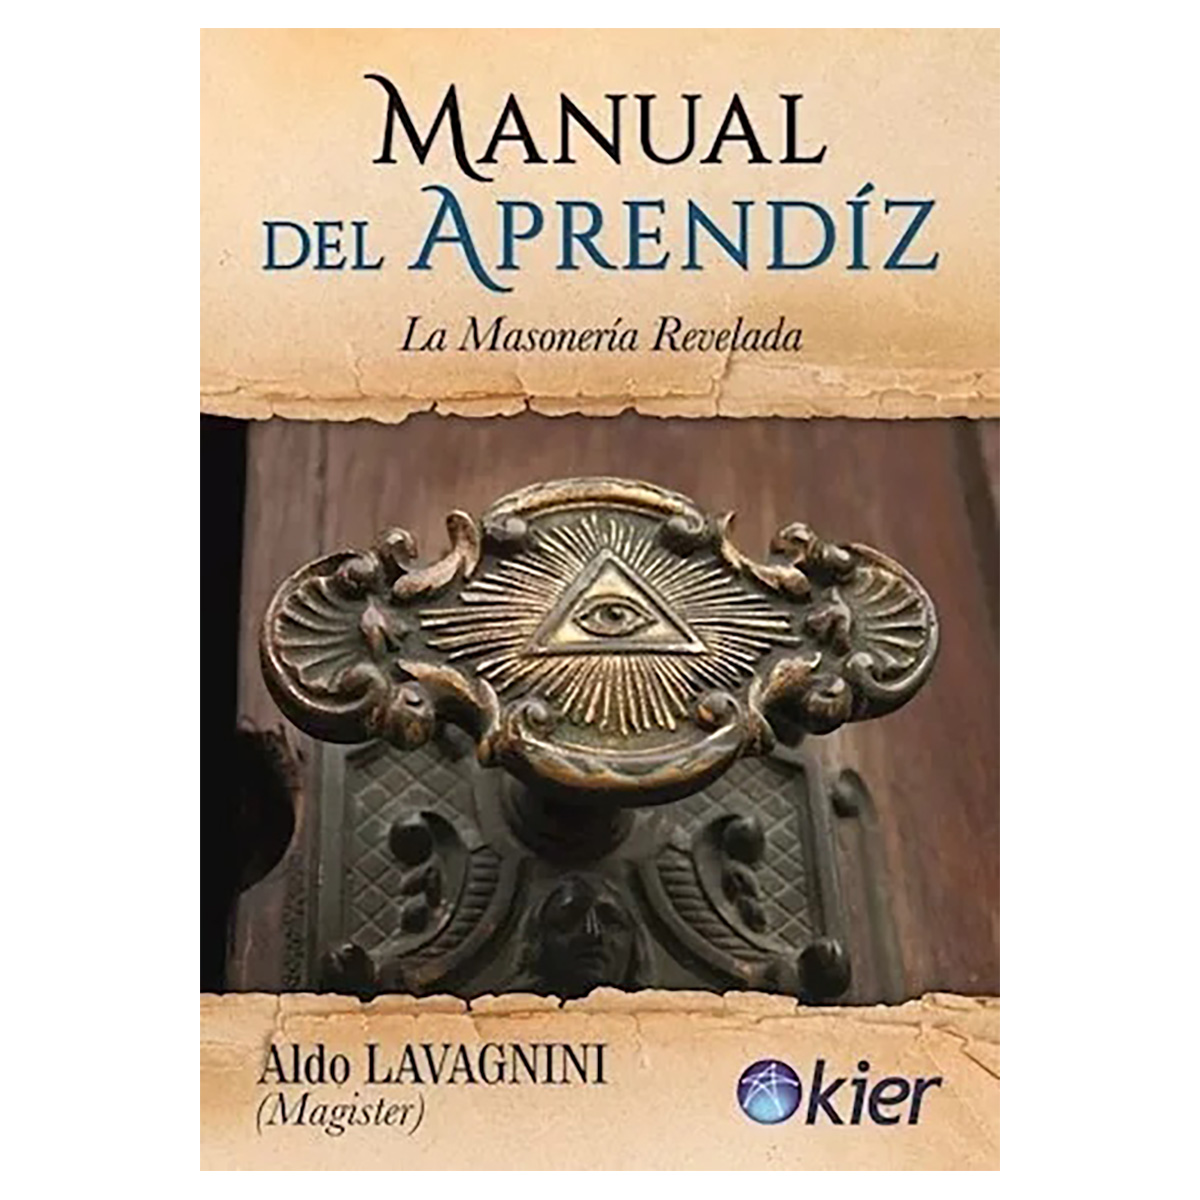 MANUAL
DEL APRENDÍZ
La Masonería Revelada
Aldo LAVAGNINI
(Magister)
kier